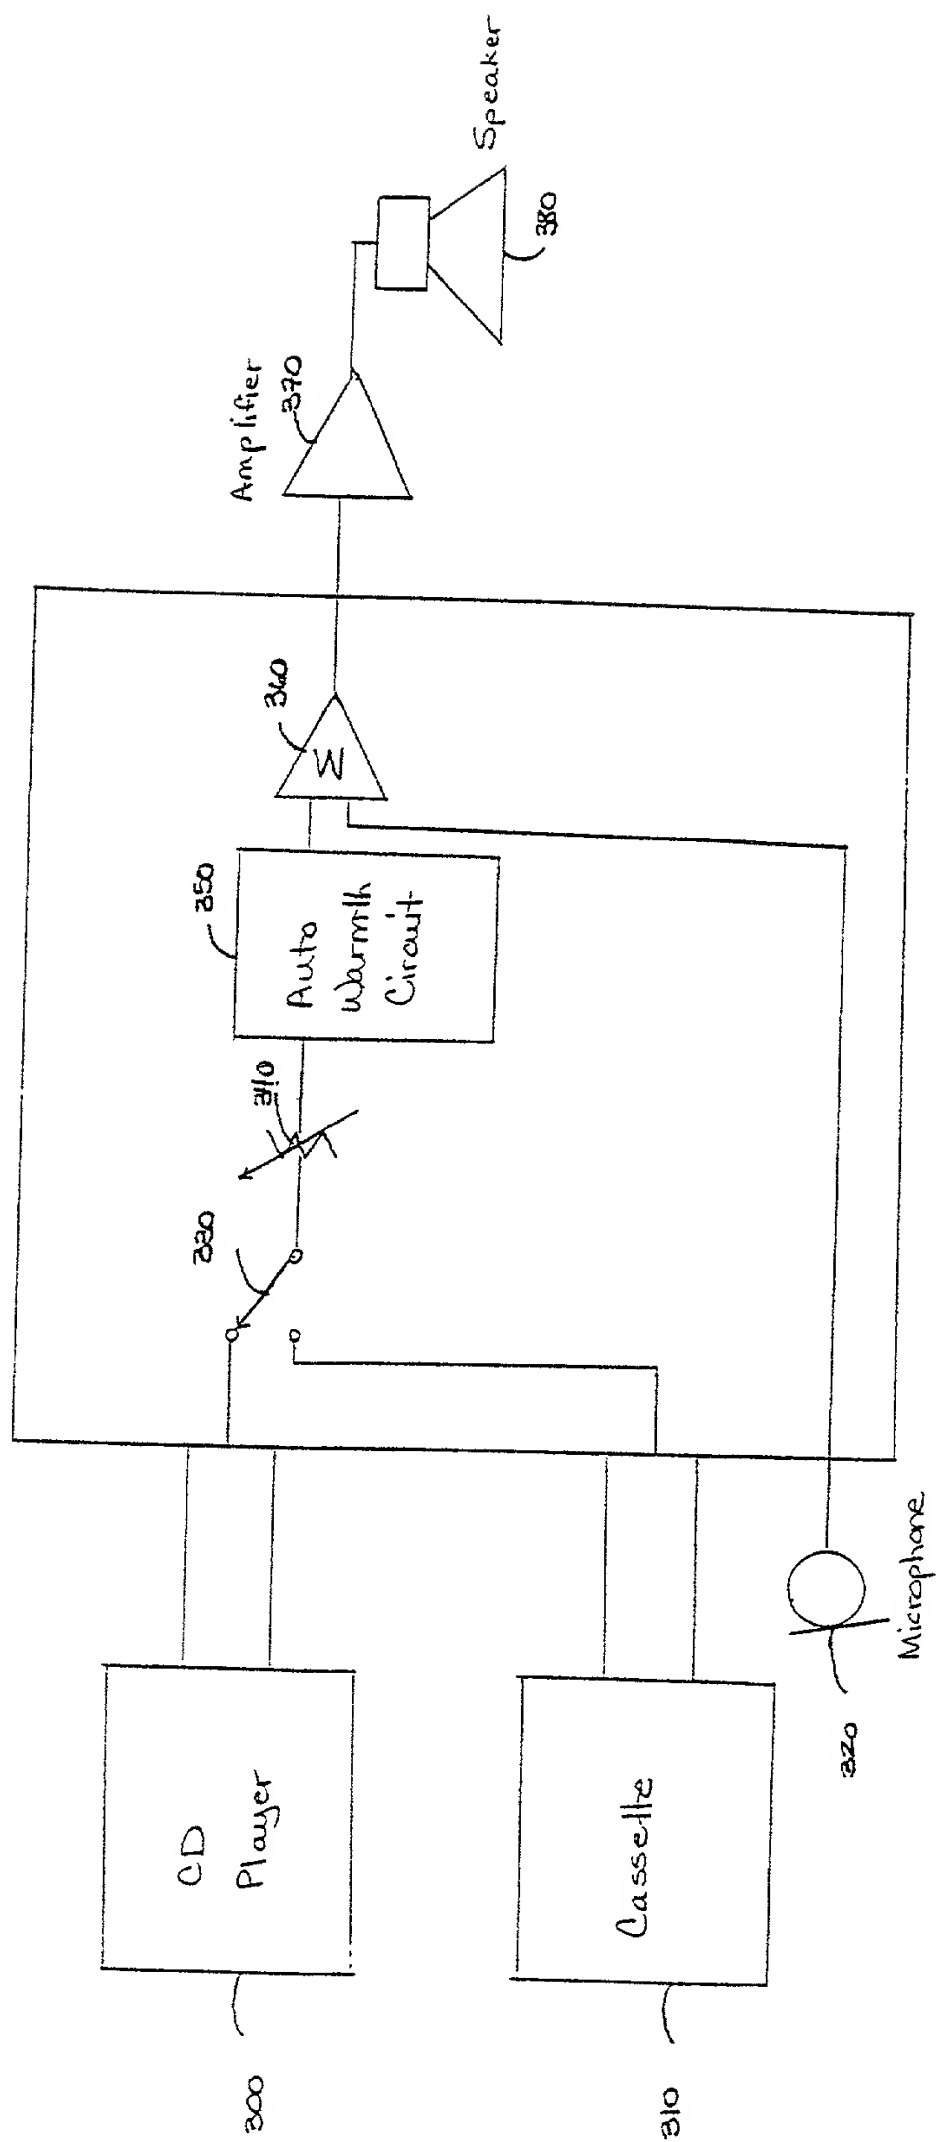 300
CD
Player
310
Cassette
320
Microphone
330
340
350
Auto
Warmth
Circuit
360
Σ
Amplifier
370
380
Speaker